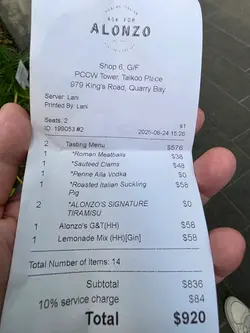 ASK FOR
ALONZO
Shop 6, G/F
PCCW Tower, Taikoo Place
979 King's Road, Quarry Bay
Server: Lani
Printed By: Lani
Seats, 2
#1
ID: 199053 #2
2025-06-24 15:26
2 Tasting Menu $576
1 *Roman Meatballs $38
1 *Sauteed Clams $48
1 *Penne Alla Vodka $0
1 *Roasted Italian Suckling Pig $58
2 *ALONZO'S SIGNATURE TIRAMISU $0
1 Alonzo's G&T(HH) $58
1 Lemonade Mix (HH)[Gin] $58
Total Number of Items: 14
Subtotal $836
10% service charge $84
Total $920